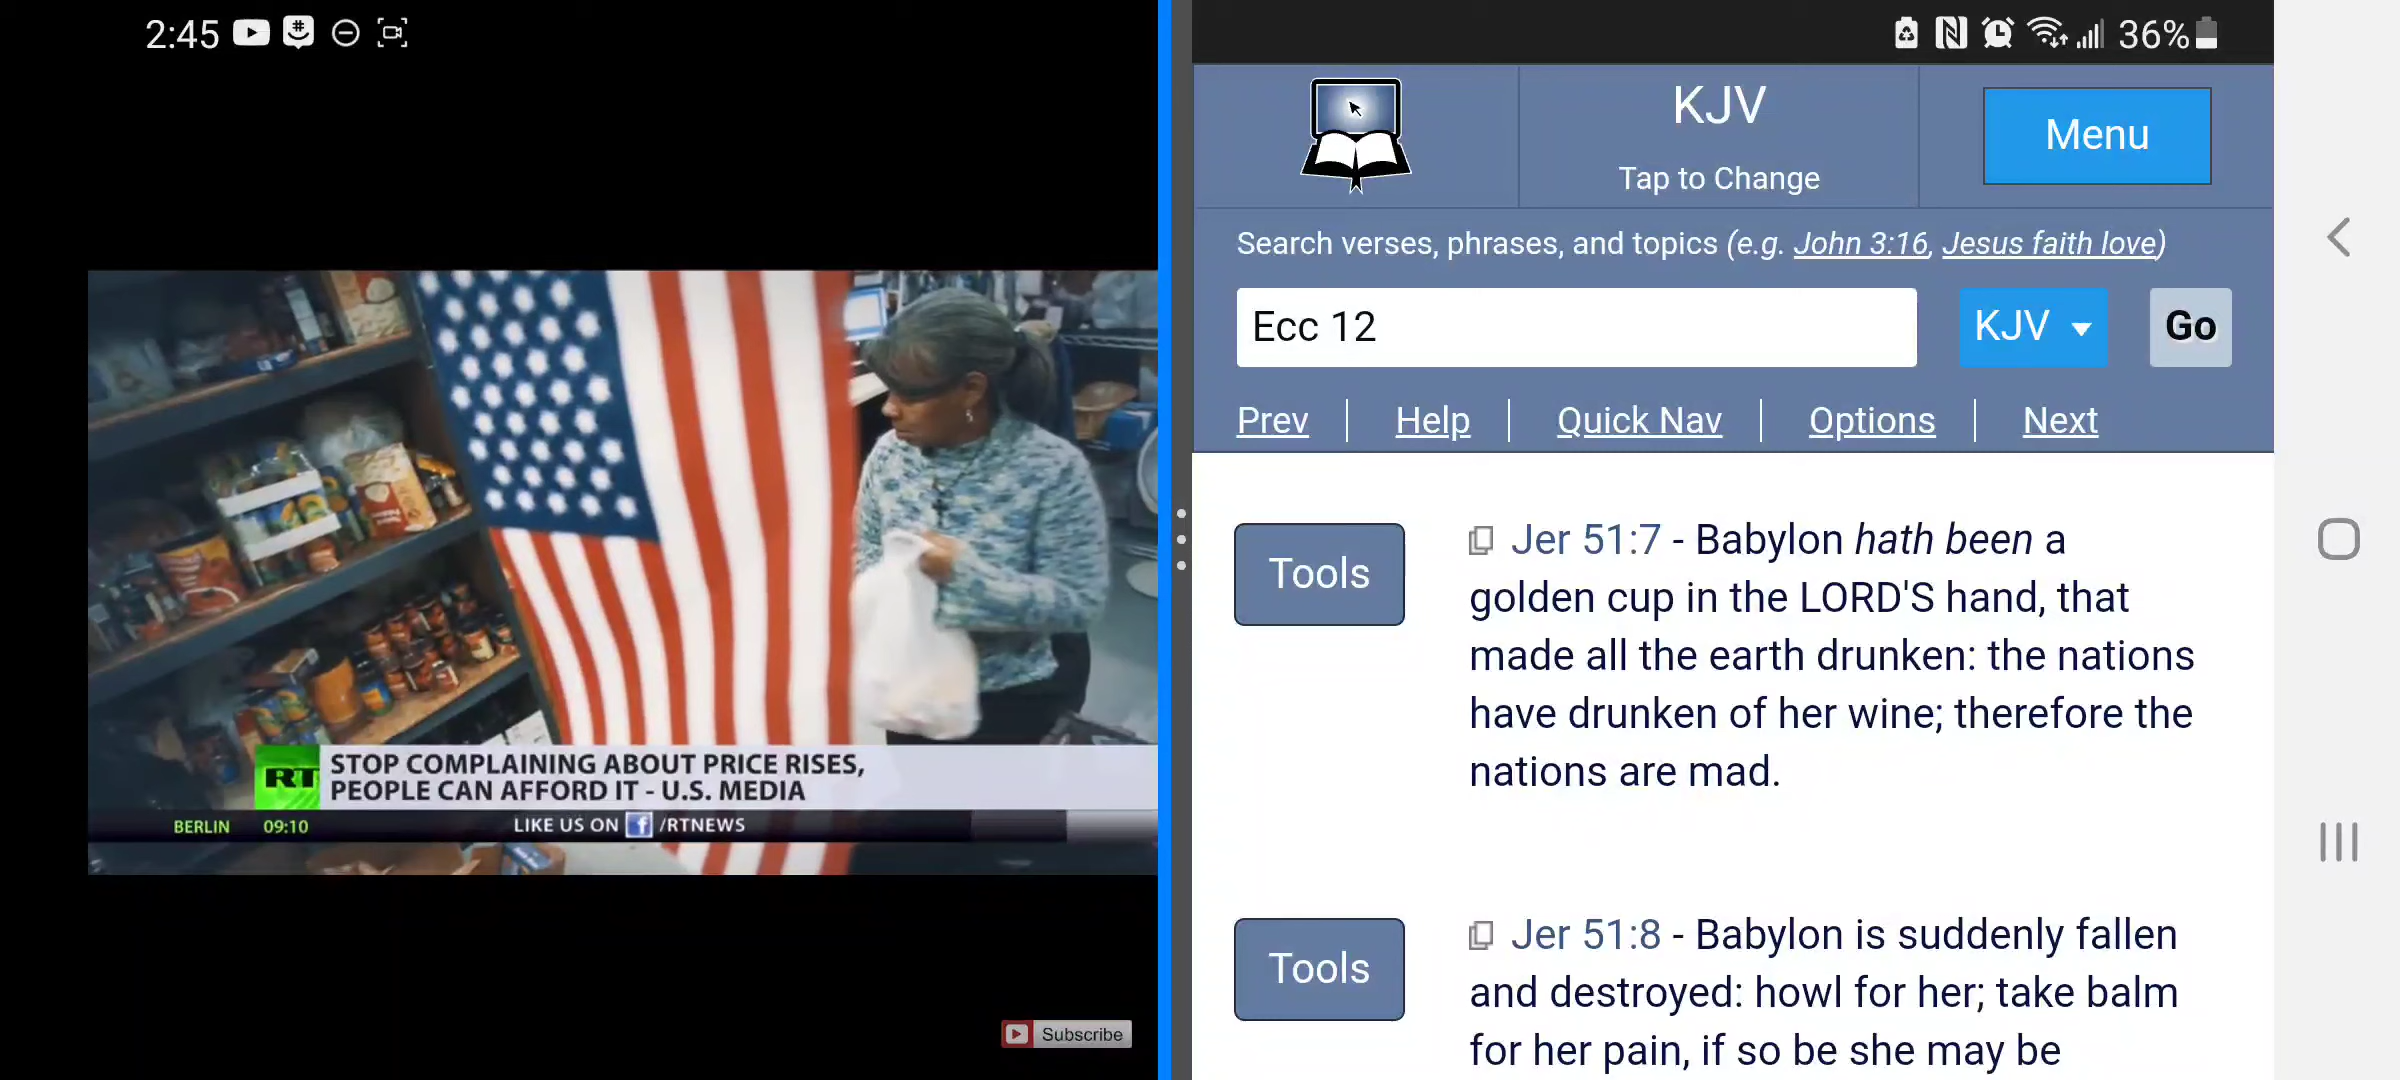 2:45
36%
STOP COMPLAINING ABOUT PRICE RISES,
PEOPLE CAN AFFORD IT - U.S. MEDIA
RT
BERLIN 09:10 LIKE US ON f /RTNEWS
Subscribe
KJV
Tap to Change
Menu
Search verses, phrases, and topics (e.g. John 3:16, Jesus faith love)
Ecc 12
KJV
Go
Prev | Help | Quick Nav | Options | Next
Tools
Jer 51:7 - Babylon hath been a
golden cup in the LORD'S hand, that
made all the earth drunken: the nations
have drunken of her wine; therefore the
nations are mad.
Tools
Jer 51:8 - Babylon is suddenly fallen
and destroyed: howl for her; take balm
for her pain, if so be she may be